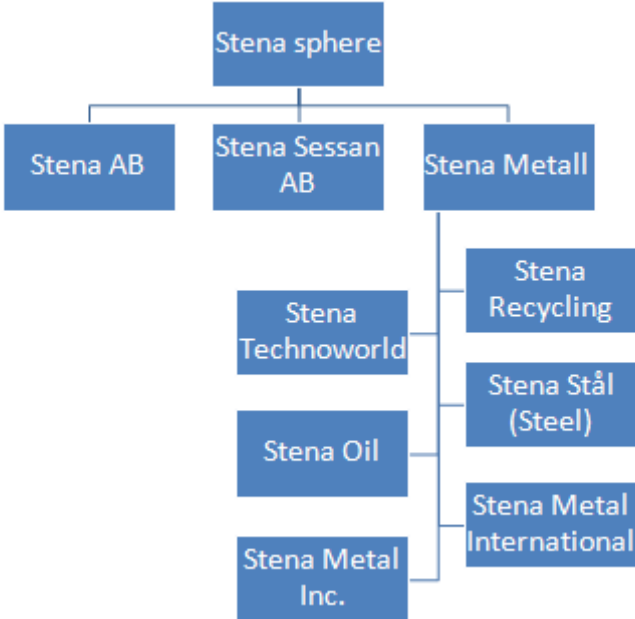 Stena sphere
Stena AB
Stena Sessan
AB
Stena Metall
Stena
Recycling
Stena
Technoworld
Stena Stål
(Steel)
Stena Oil
Stena Metal
International
Stena Metal
Inc.